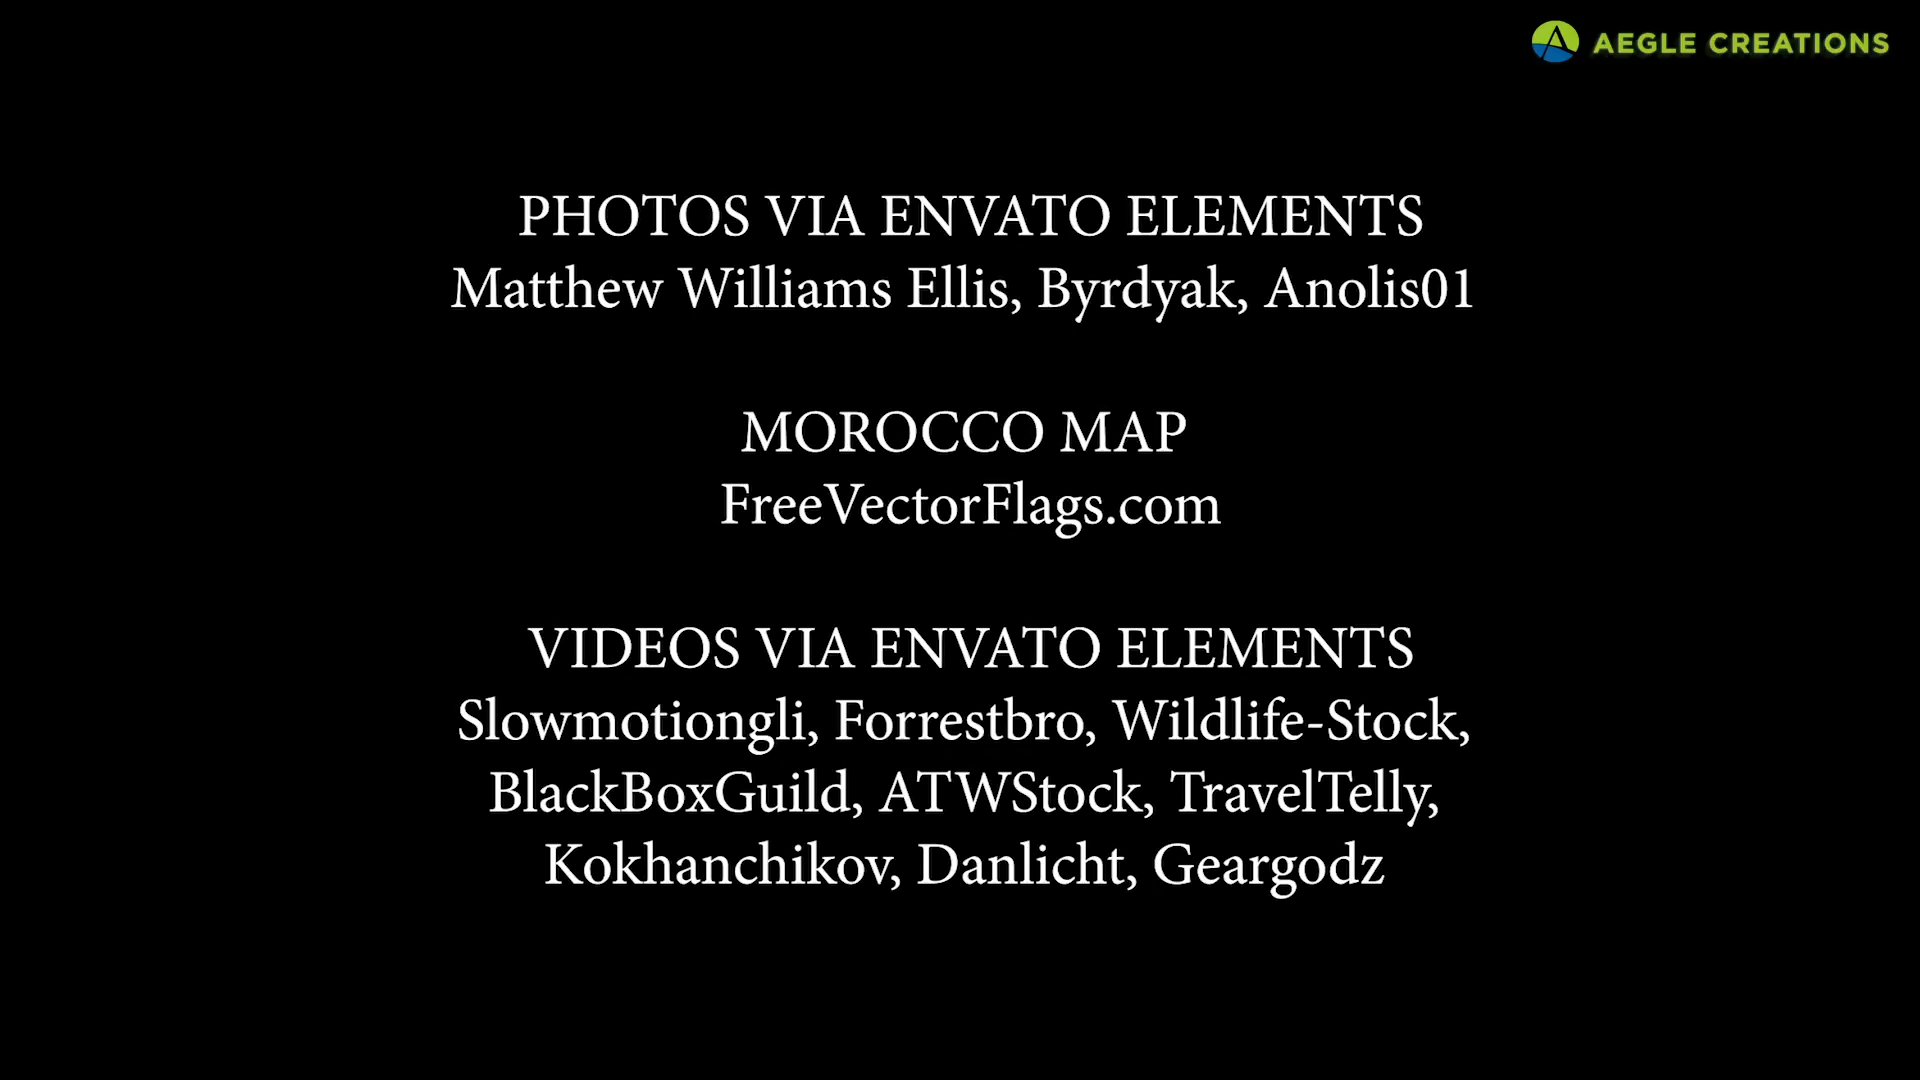 AEGLE CREATIONS
PHOTOS VIA ENVATO ELEMENTS
Matthew Williams Ellis, Byrdyak, Anolis01
MOROCCO MAP
FreeVectorFlags.com
VIDEOS VIA ENVATO ELEMENTS
Slowmotiongli, Forrestbro, Wildlife-Stock,
BlackBoxGuild, ATWStock, TravelTelly,
Kokhanchikov, Danlicht, Geargodz